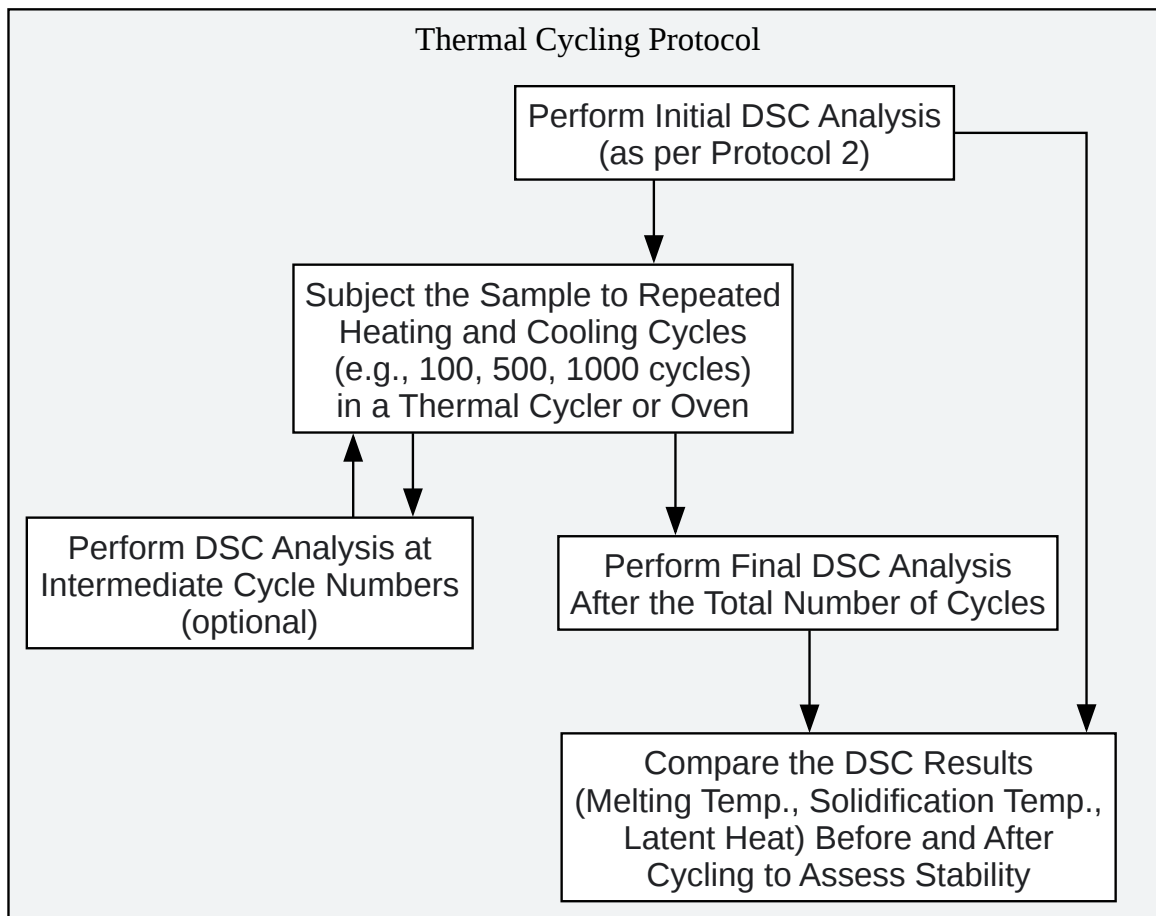 Thermal Cycling Protocol
Perform Initial DSC Analysis
(as per Protocol 2)
Subject the Sample to Repeated
Heating and Cooling Cycles
(e.g., 100, 500, 1000 cycles)
in a Thermal Cycler or Oven
Perform DSC Analysis at
Intermediate Cycle Numbers
(optional)
Perform Final DSC Analysis
After the Total Number of Cycles
Compare the DSC Results
(Melting Temp., Solidification Temp.,
Latent Heat) Before and After
Cycling to Assess Stability